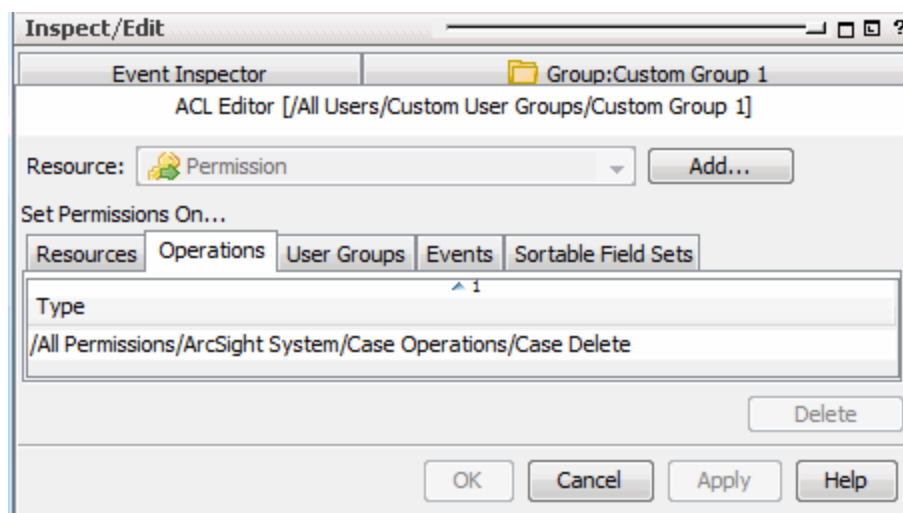 Inspect/Edit ?
Event Inspector Group:Custom Group 1
ACL Editor [/All Users/Custom User Groups/Custom Group 1]
Resource: Permission Add...
Set Permissions On...
Resources Operations User Groups Events Sortable Field Sets
1
Type
/All Permissions/ArcSight System/Case Operations/Case Delete
Delete
OK Cancel Apply Help